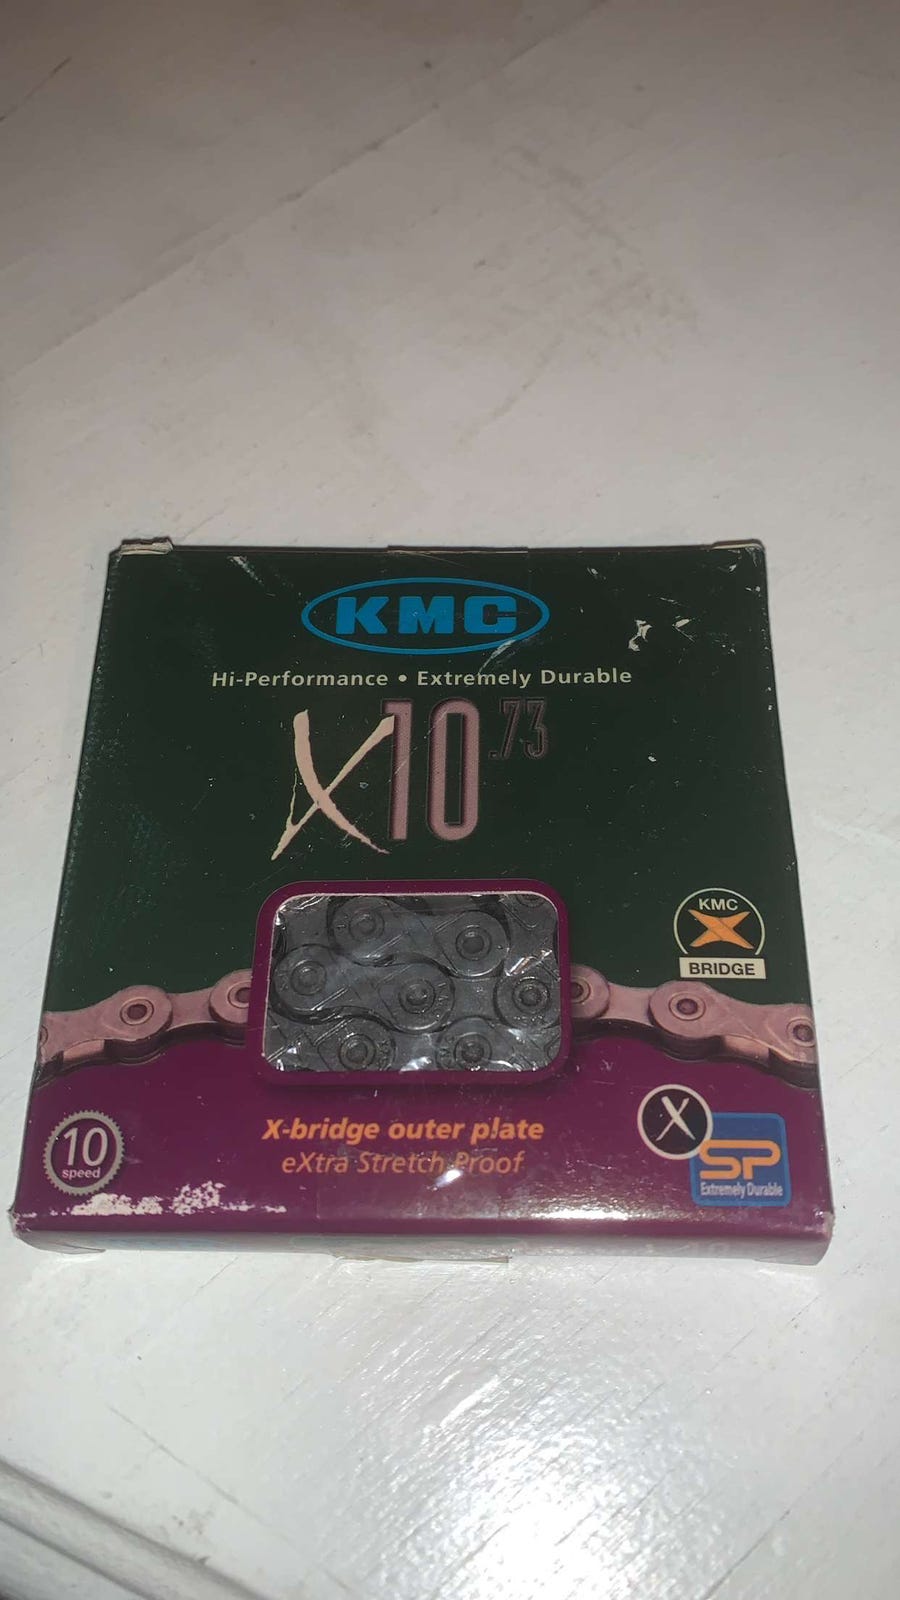 KMC
Hi-Performance • Extremely Durable
X10.73
KMC
BRIDGE
X-bridge outer plate
eXtra Stretch Proof
10
speed
X
SP
Extremely Durable